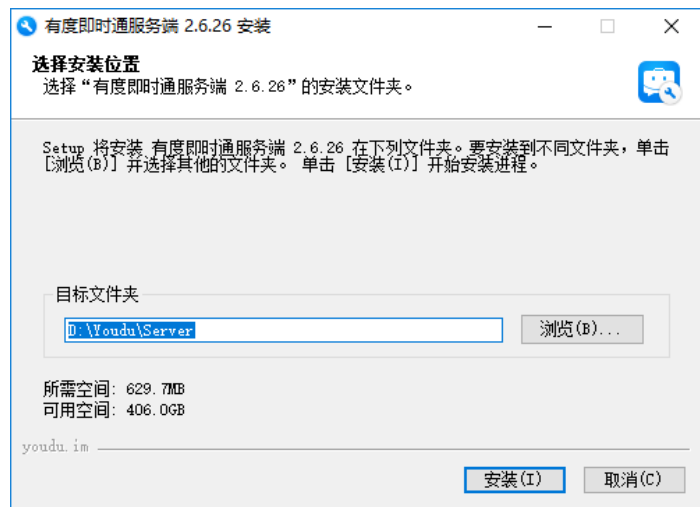 有度即时通服务端 2.6.26 安装
选择安装位置
选择“有度即时通服务端 2.6.26”的安装文件夹。
Setup 将安装 有度即时通服务端 2.6.26 在下列文件夹。要安装到不同文件夹，单击
[浏览(B)] 并选择其他的文件夹。 单击 [安装(I)] 开始安装进程。
目标文件夹
D:\Youdu\Server
浏览(B)...
所需空间: 629.7MB
可用空间: 406.0GB
youdu.im
安装(I)
取消(C)